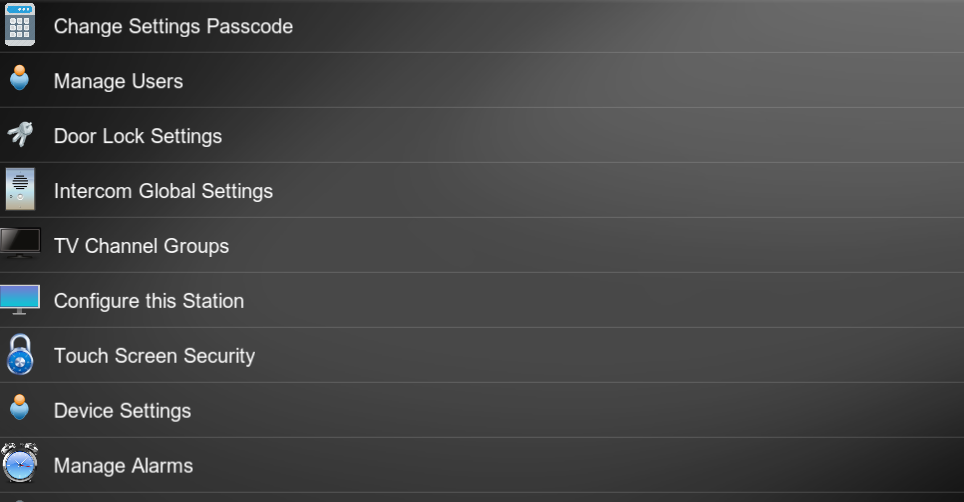 Change Settings Passcode
Manage Users
Door Lock Settings
Intercom Global Settings
TV Channel Groups
Configure this Station
Touch Screen Security
Device Settings
Manage Alarms